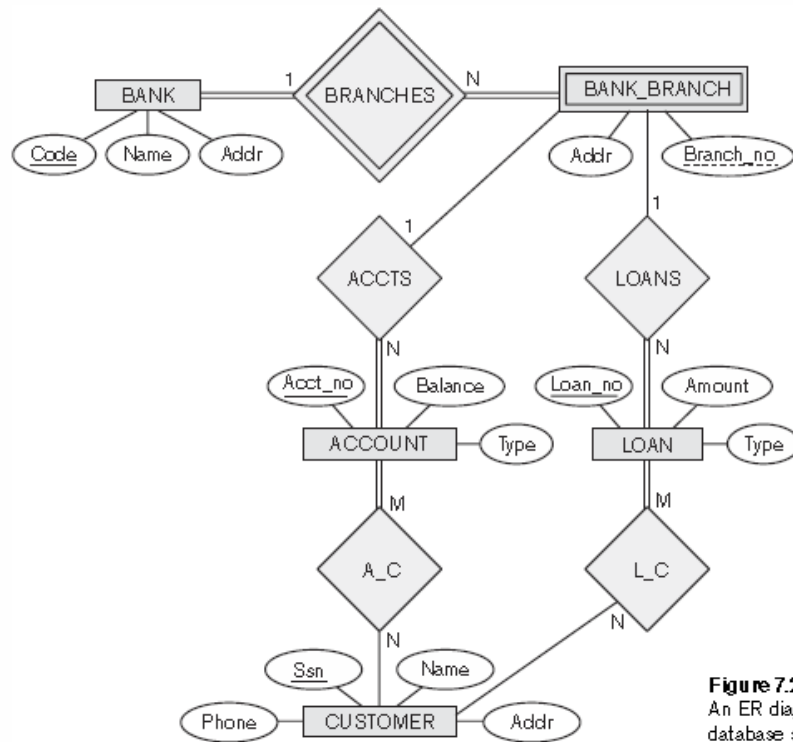 1
N
BANK
BRANCHES
BANK_BRANCH
Code
Name
Addr
Addr
Branch_no
1
1
ACCTS
LOANS
N
N
Acct_no
Balance
Loan_no
Amount
ACCOUNT
Type
LOAN
Type
M
M
A_C
L_C
N
N
Ssn
Name
Phone
CUSTOMER
Addr
Figure 7.2
An ER
database